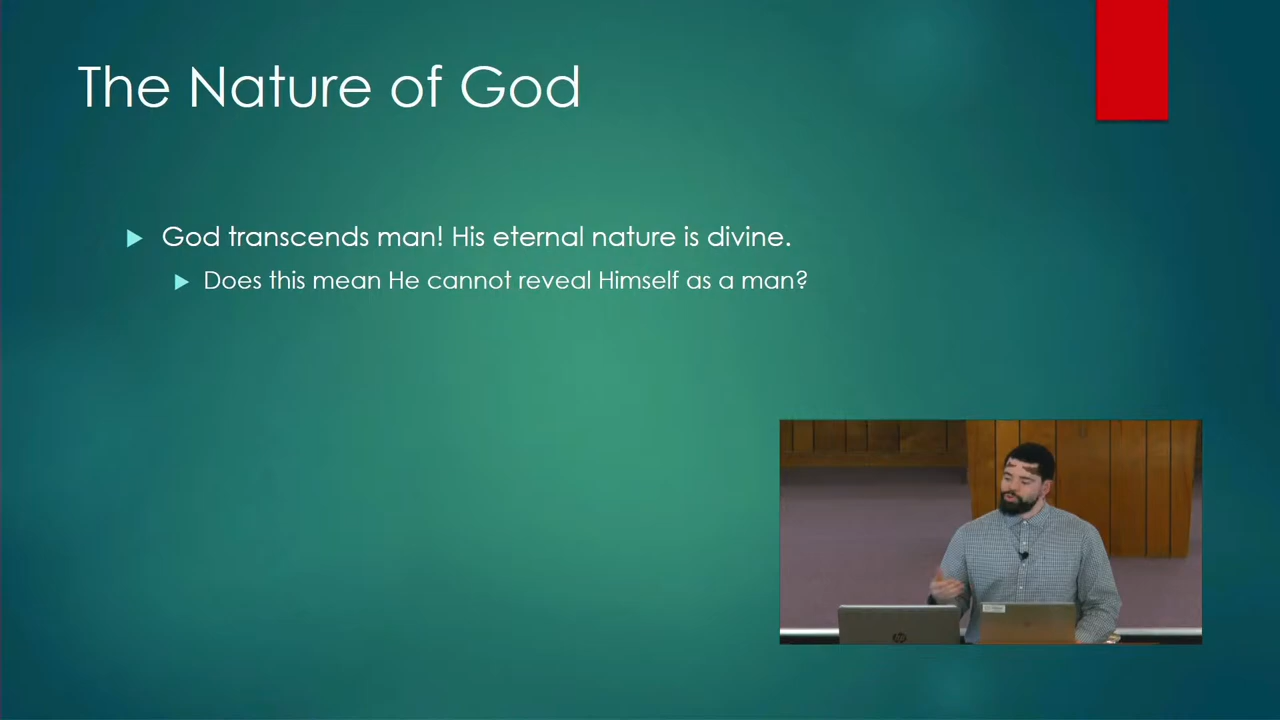 The Nature of God
God transcends man! His eternal nature is divine.
Does this mean He cannot reveal Himself as a man?
hp